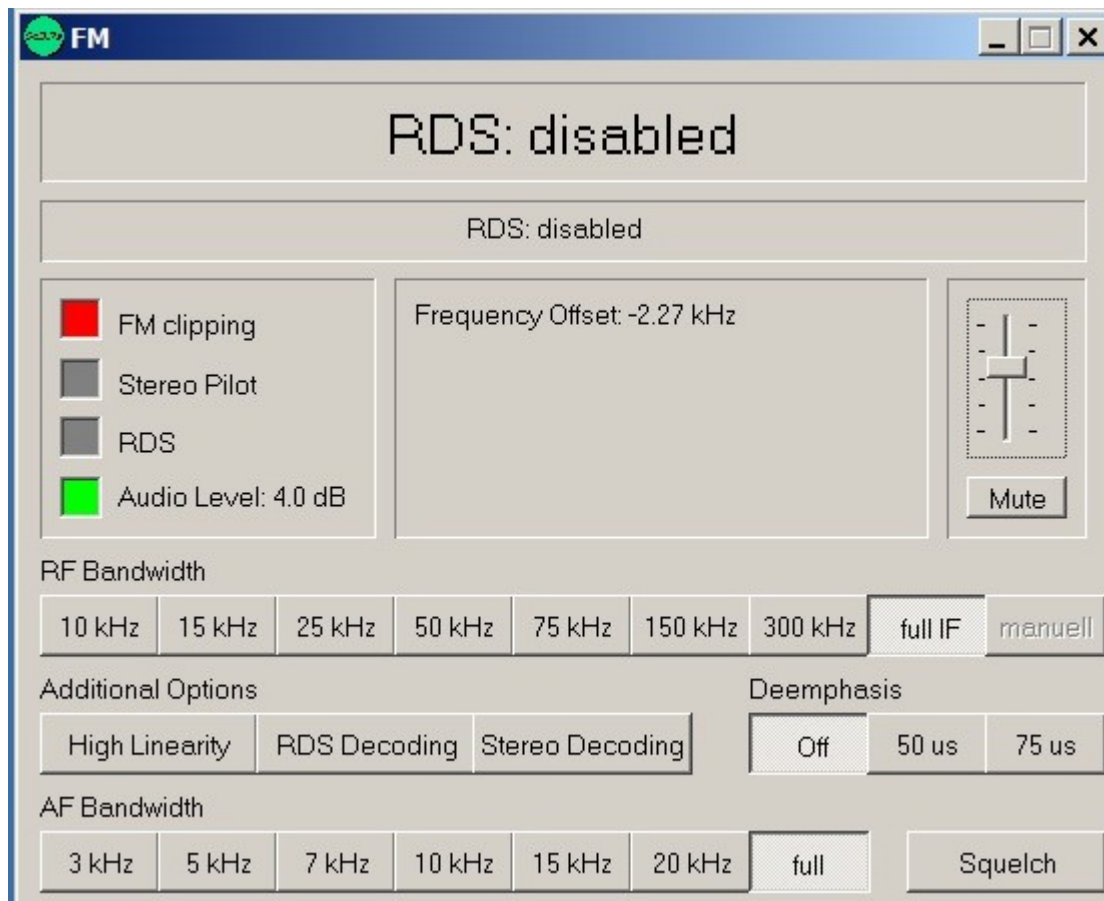 FM
RDS: disabled
RDS: disabled
FM clipping
Stereo Pilot
RDS
Audio Level: 4.0 dB
Frequency Offset: -2.27 kHz
Mute
RF Bandwidth
10 kHz 15 kHz 25 kHz 50 kHz 75 kHz 150 kHz 300 kHz full IF manuell
Additional Options Deemphasis
High Linearity RDS Decoding Stereo Decoding Off 50 us 75 us
AF Bandwidth
3 kHz 5 kHz 7 kHz 10 kHz 15 kHz 20 kHz full Squelch